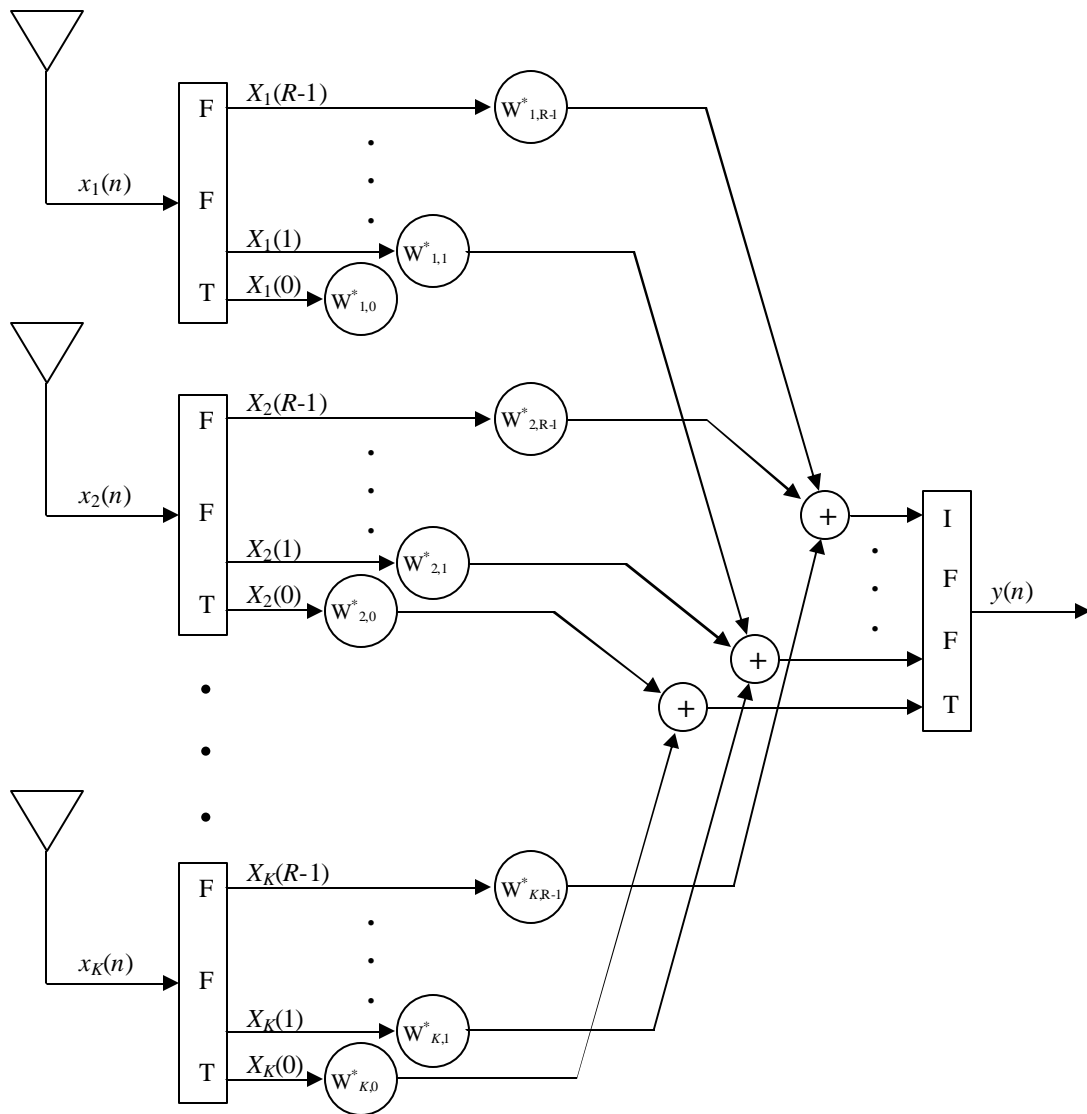 X1(R-1)
W*1,R-1
F
x1(n)
F
X1(1)
W*1,1
T
X1(0)
W*1,0
X2(R-1)
W*2,R-1
F
x2(n)
F
+
I
X2(1)
W*2,1
F
y(n)
T
X2(0)
W*2,0
F
+
+
T
XK(R-1)
W*K,R-1
F
xK(n)
F
XK(1)
W*K,1
T
XK(0)
W*K,0